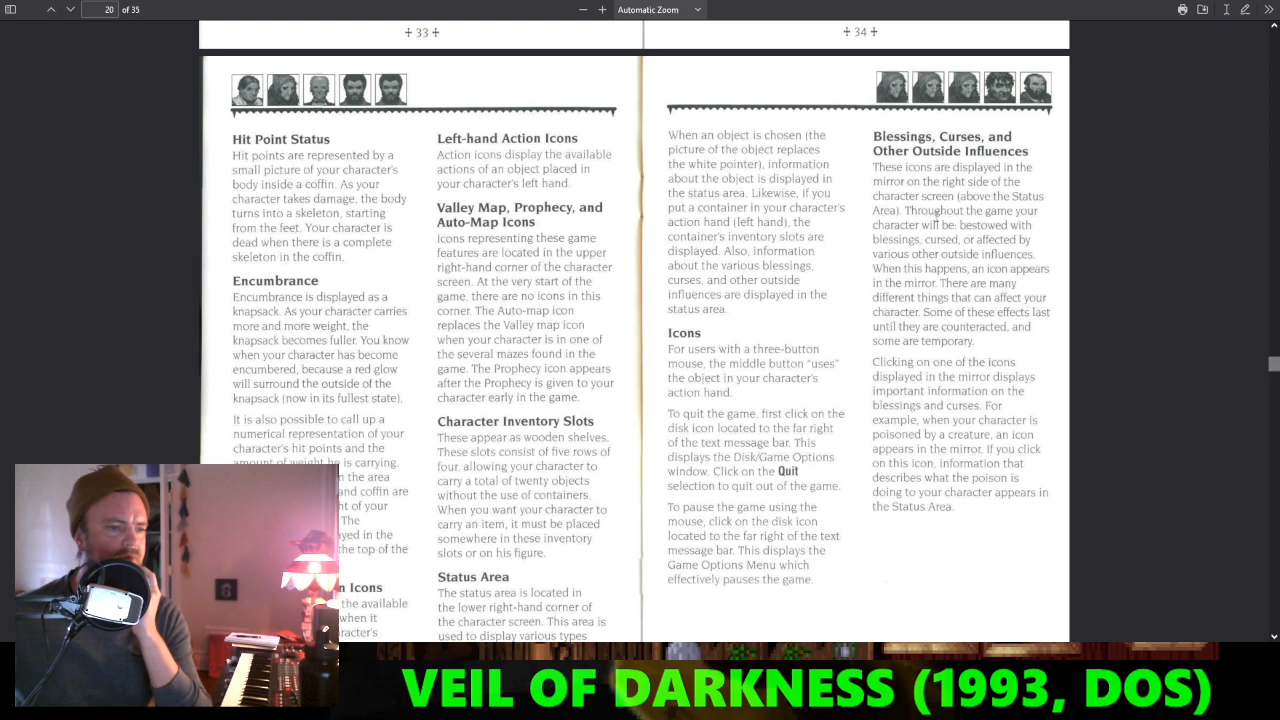 20 of 35
Automatic Zoom
33
34
Hit Point Status
Hit points are represented by a
small picture of your character's
body inside a coffin. As your
character takes damage, the body
turns into a skeleton, starting
from the feet. Your character is
dead when there is a complete
skeleton in the coffin.
Encumbrance
Encumbrance is displayed as a
knapsack. As your character carries
more and more weight, the
knapsack becomes fuller. You know
when your character has become
encumbered, because a red glow
will surround the outside of the
knapsack (now in its fullest state).
It is also possible to call up a
numerical representation of your
character's hit points and the
amount of weight he is carrying.
n the area
and coffin are
ht of your
The
ayed in the
the top of the
n Icons
the available
when it
racter's
Left-hand Action Icons
Action icons display the available
actions of an object placed in
your character's left hand.
Valley Map, Prophecy, and
Auto-Map Icons
Icons representing these game
features are located in the upper
right-hand corner of the character
screen. At the very start of the
game, there are no icons in this
corner. The Auto-map icon
replaces the Valley map icon
when your character is in one of
the several mazes found in the
game. The Prophecy icon appears
after the Prophecy is given to your
character early in the game.
Character Inventory Slots
These appear as wooden shelves.
These slots consist of five rows of
four, allowing your character to
carry a total of twenty objects
without the use of containers.
When you want your character to
carry an item, it must be placed
somewhere in these inventory
slots or on his figure.
Status Area
The status area is located in
the lower right-hand corner of
the character screen. This area is
used to display various types
When an object is chosen (the
picture of the object replaces
the white pointer), information
about the object is displayed in
the status area. Likewise, if you
put a container in your character's
action hand (left hand), the
container's inventory slots are
displayed. Also, information
about the various blessings,
curses, and other outside
influences are displayed in the
status area.
Icons
For users with a three-button
mouse, the middle button "uses"
the object in your character's
action hand.
To quit the game, first click on the
disk icon located to the far right
of the text message bar. This
displays the Disk/Game Options
window. Click on the Quit
selection to quit out of the game.
To pause the game using the
mouse, click on the disk icon
located to the far right of the text
message bar. This displays the
Game Options Menu which
effectively pauses the game.
Blessings, Curses, and
Other Outside Influences
These icons are displayed in the
mirror on the right side of the
character screen (above the Status
Area). Throughout the game your
character will be: bestowed with
blessings, cursed, or affected by
various other outside influences.
When this happens, an icon appears
in the mirror. There are many
different things that can affect your
character. Some of these effects last
until they are counteracted, and
some are temporary.
Clicking on one of the icons
displayed in the mirror displays
important information on the
blessings and curses. For
example, when your character is
poisoned by a creature, an icon
appears in the mirror. If you click
on this icon, information that
describes what the poison is
doing to your character appears in
the Status Area.
VEIL OF DARKNESS (1993, DOS)